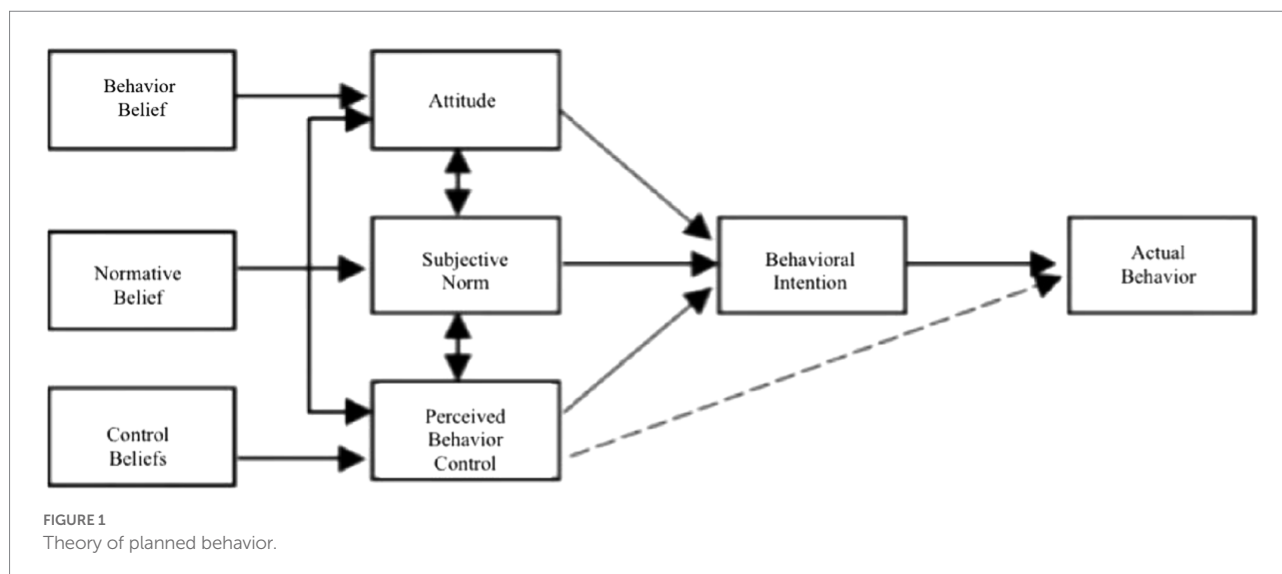 Behavior
Belief
Attitude
Normative
Belief
Subjective
Norm
Behavioral
Intention
Actual
Behavior
Control
Beliefs
Perceived
Behavior
Control
FIGURE 1
Theory of planned behavior.